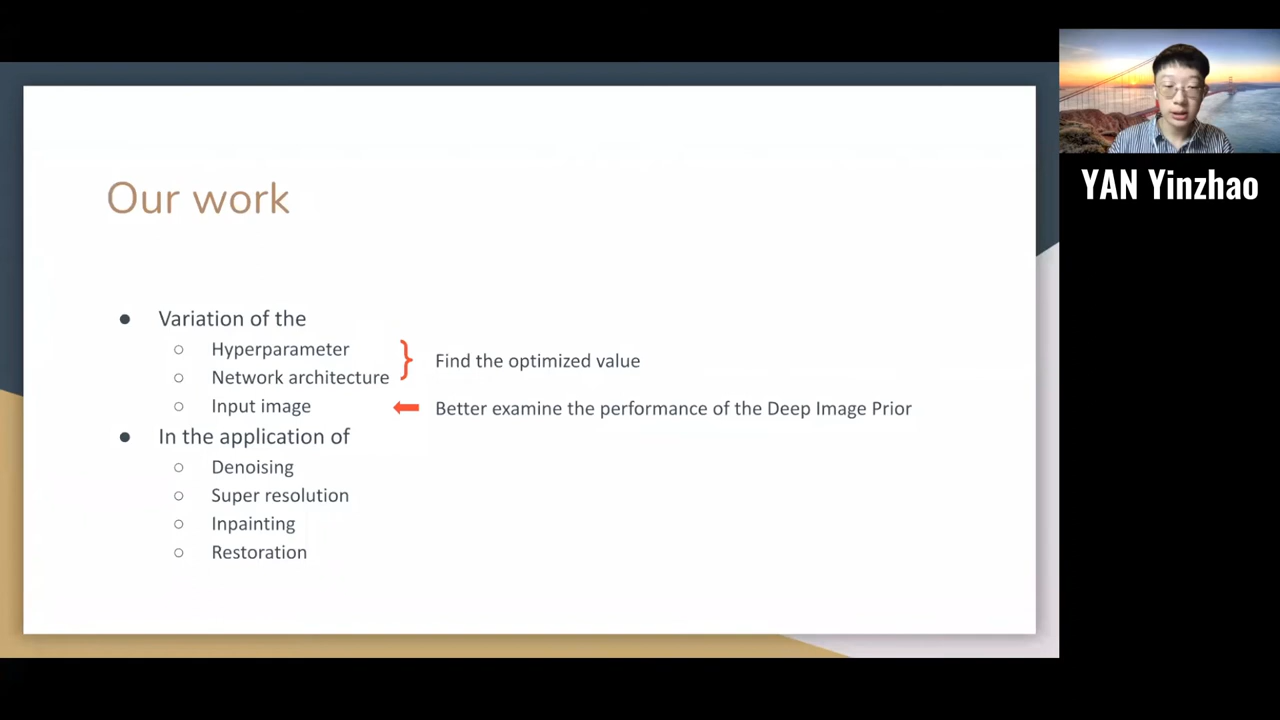 Our work
YAN Yinzhao
● Variation of the
○ Hyperparameter
○ Network architecture
} Find the optimized value
○ Input image
Better examine the performance of the Deep Image Prior
● In the application of
○ Denoising
○ Super resolution
○ Inpainting
○ Restoration